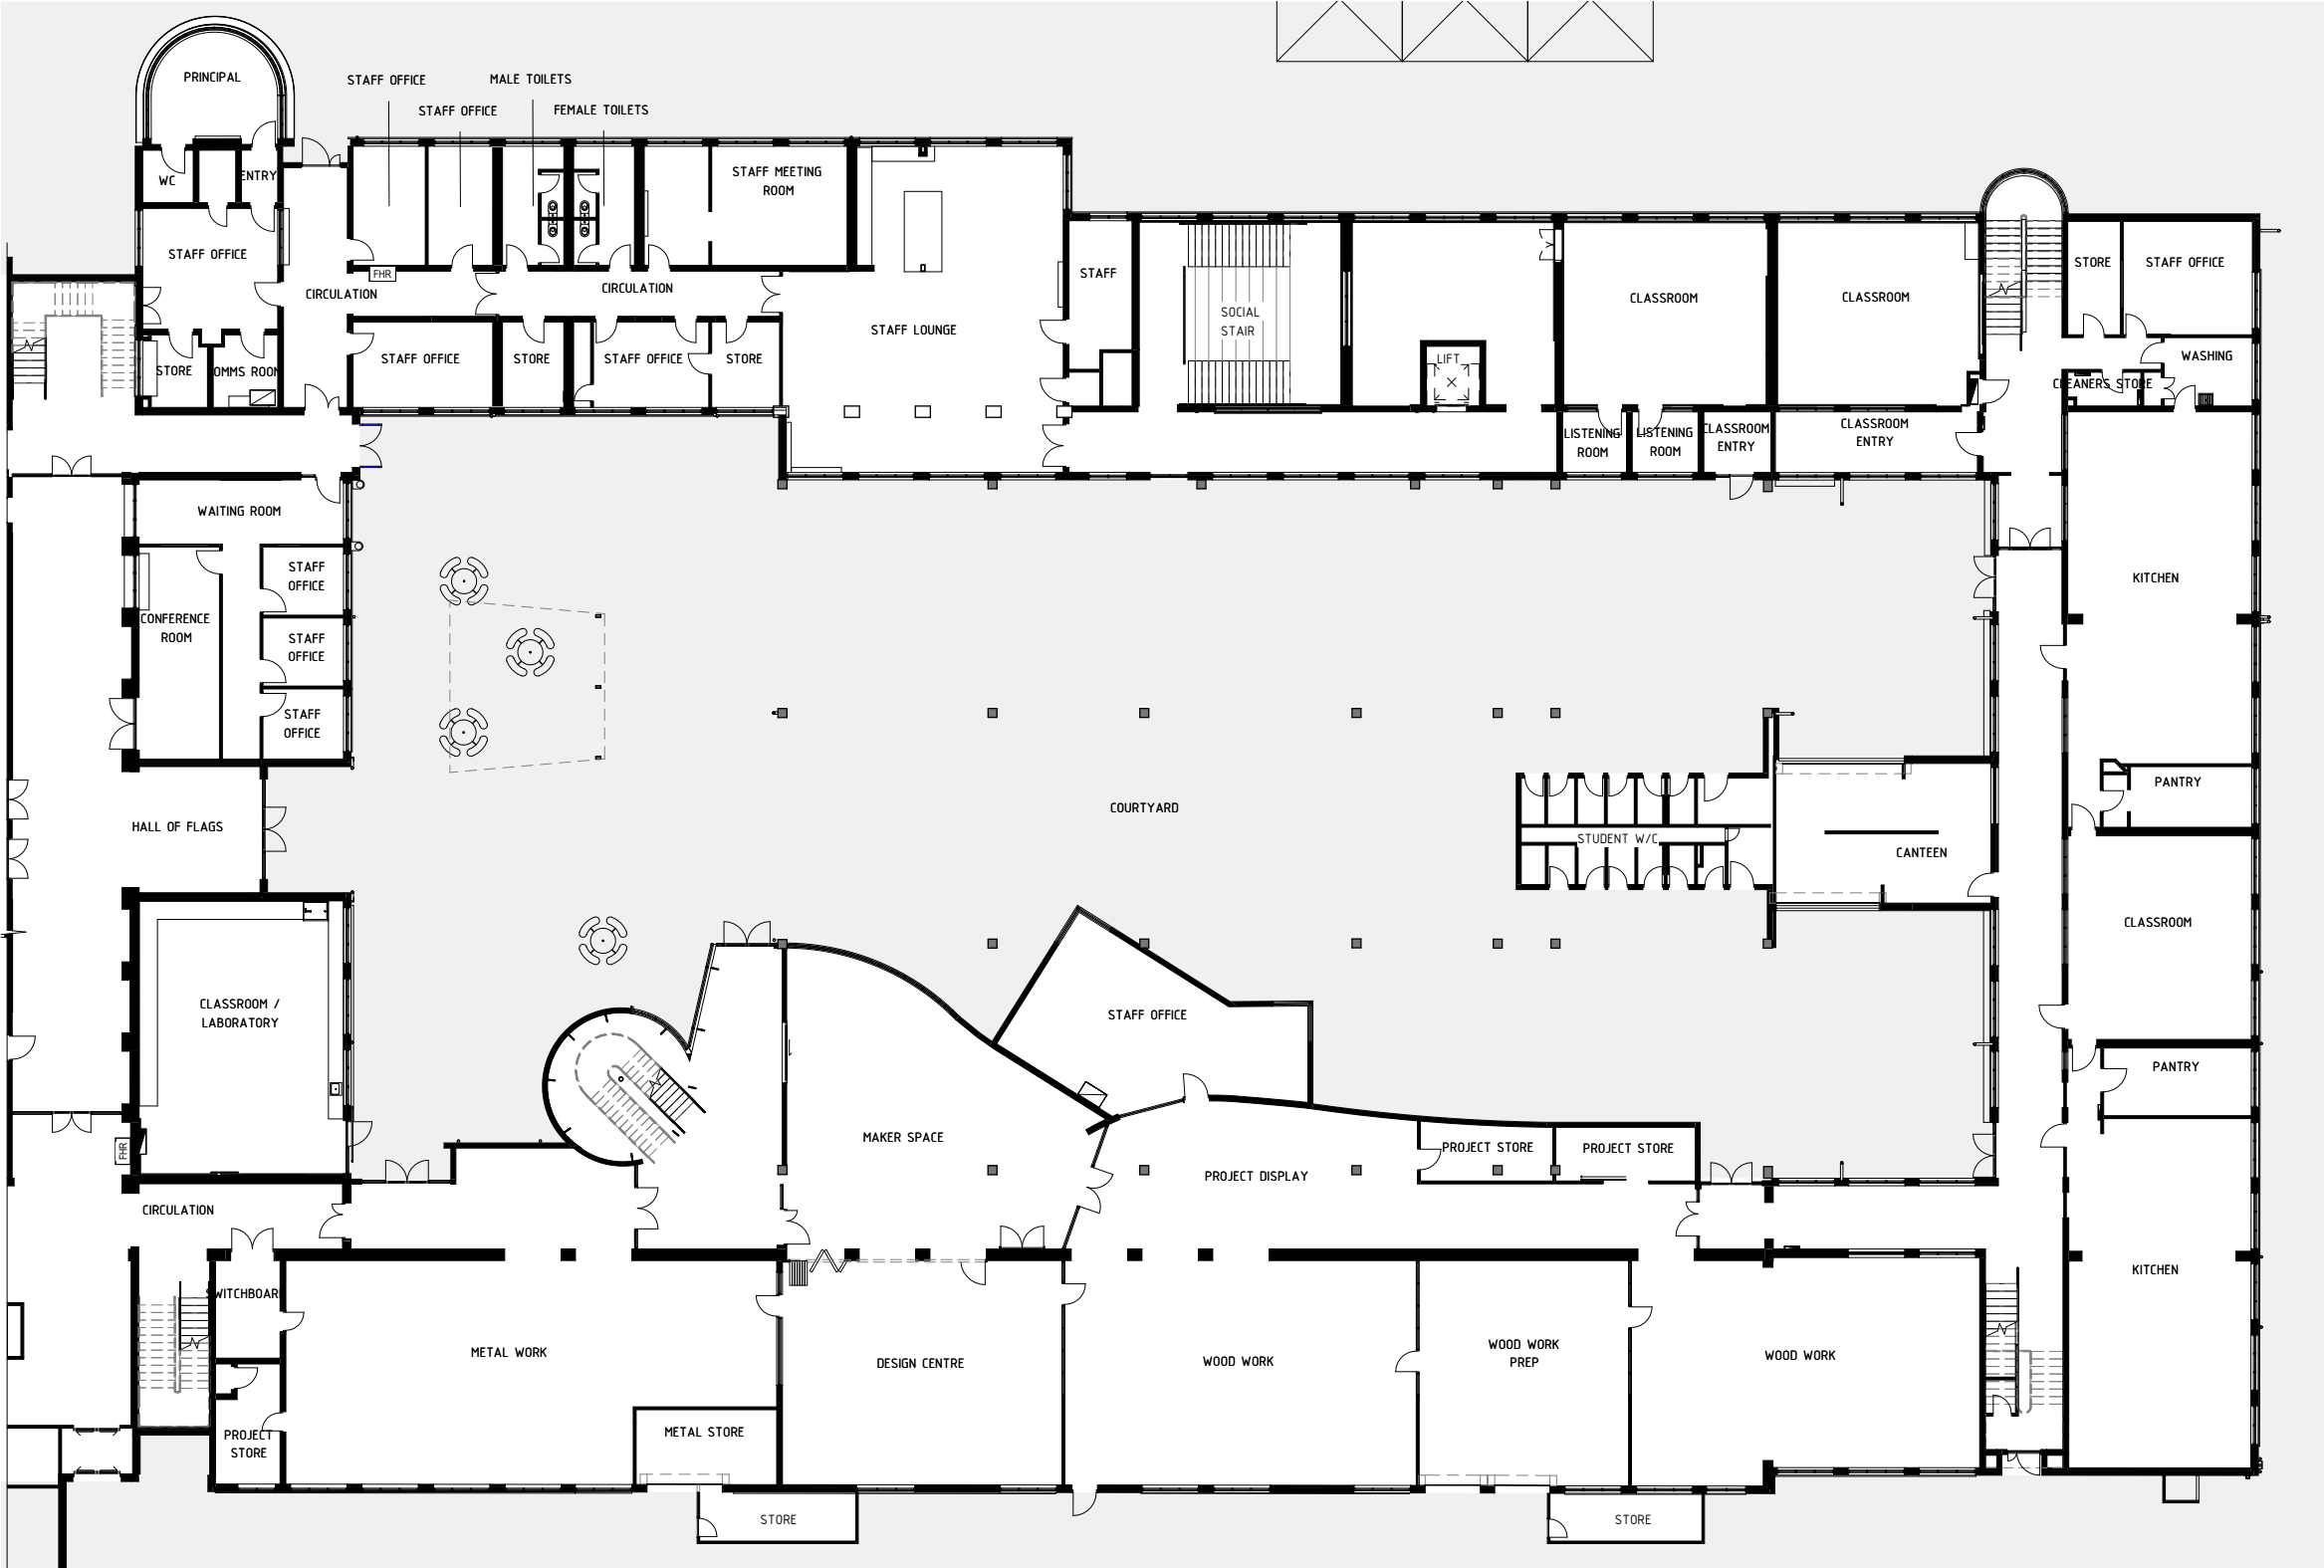 PRINCIPAL
STAFF OFFICE
MALE TOILETS
STAFF OFFICE
FEMALE TOILETS
WC
ENTRY
STAFF MEETING
ROOM
STAFF OFFICE
FHR
CIRCULATION
CIRCULATION
STAFF LOUNGE
STAFF
SOCIAL
STAIR
CLASSROOM
CLASSROOM
STORE
STAFF OFFICE
STORE
OMMS ROOM
STAFF OFFICE
STORE
STAFF OFFICE
STORE
LIFT
WASHING
CLEANERS STORE
LISTENING
ROOM
LISTENING
ROOM
CLASSROOM
ENTRY
CLASSROOM
ENTRY
WAITING ROOM
STAFF
OFFICE
CONFERENCE
ROOM
STAFF
OFFICE
STAFF
OFFICE
KITCHEN
PANTRY
HALL OF FLAGS
COURTYARD
STUDENT W/C
CANTEEN
CLASSROOM
CLASSROOM /
LABORATORY
STAFF OFFICE
PANTRY
FHR
MAKER SPACE
PROJECT DISPLAY
PROJECT STORE
PROJECT STORE
CIRCULATION
KITCHEN
SWITCHBOAR
METAL WORK
DESIGN CENTRE
WOOD WORK
WOOD WORK
PREP
WOOD WORK
PROJECT
STORE
METAL STORE
STORE
STORE